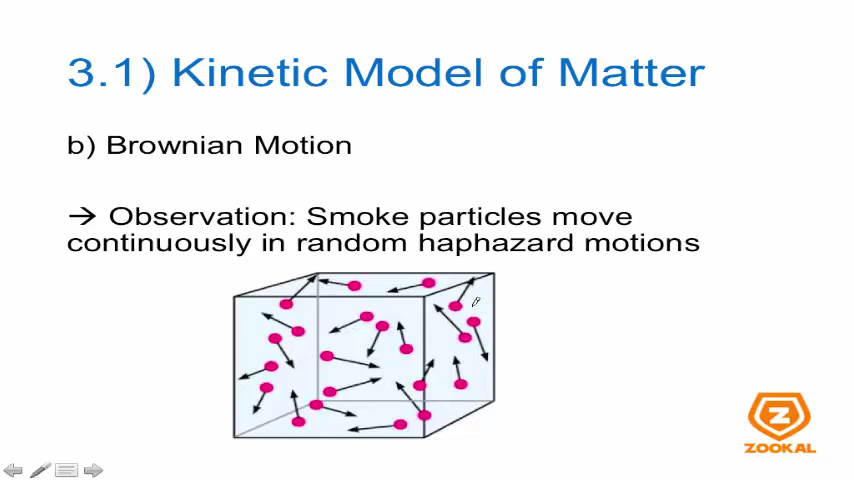 3.1) Kinetic Model of Matter
b) Brownian Motion
→ Observation: Smoke particles move
continuously in random haphazard motions
Z
ZOOKAL